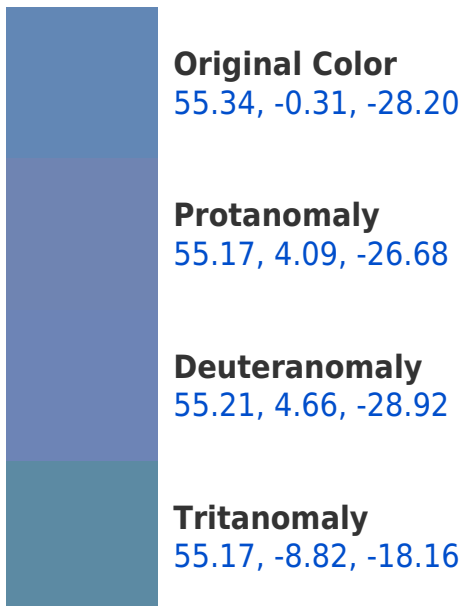 Original Color
55.34, -0.31, -28.20
Protanomaly
55.17, 4.09, -26.68
Deuteranomaly
55.21, 4.66, -28.92
Tritanomaly
55.17, -8.82, -18.16